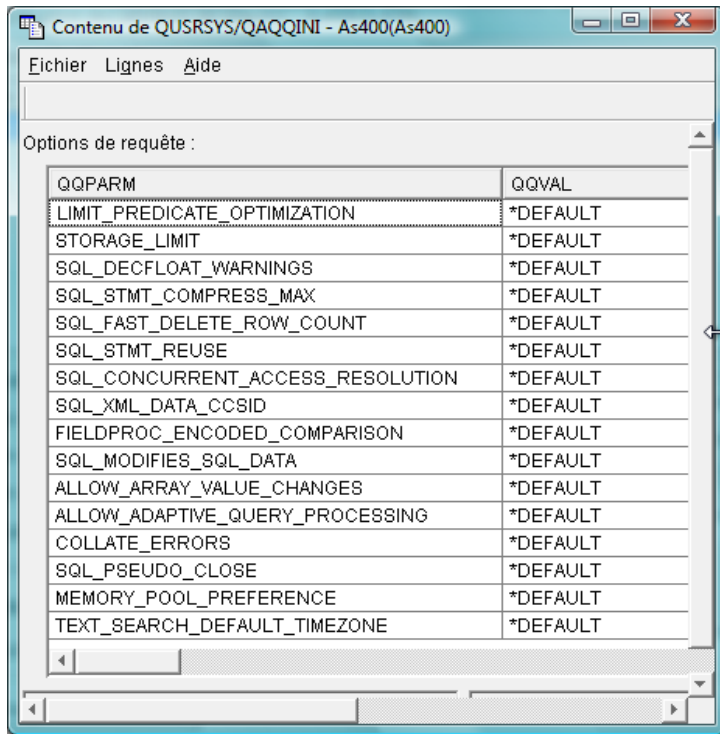 Contenu de QUSRSYS/QAQQINI - As400(As400)
Fichier Lignes Aide
Options de requête :
QQPARM QQVAL
LIMIT_PREDICATE_OPTIMIZATION *DEFAULT
STORAGE_LIMIT *DEFAULT
SQL_DECFLOAT_WARNINGS *DEFAULT
SQL_STMT_COMPRESS_MAX *DEFAULT
SQL_FAST_DELETE_ROW_COUNT *DEFAULT
SQL_STMT_REUSE *DEFAULT
SQL_CONCURRENT_ACCESS_RESOLUTION *DEFAULT
SQL_XML_DATA_CCSID *DEFAULT
FIELDPROC_ENCODED_COMPARISON *DEFAULT
SQL_MODIFIES_SQL_DATA *DEFAULT
ALLOW_ARRAY_VALUE_CHANGES *DEFAULT
ALLOW_ADAPTIVE_QUERY_PROCESSING *DEFAULT
COLLATE_ERRORS *DEFAULT
SQL_PSEUDO_CLOSE *DEFAULT
MEMORY_POOL_PREFERENCE *DEFAULT
TEXT_SEARCH_DEFAULT_TIMEZONE *DEFAULT